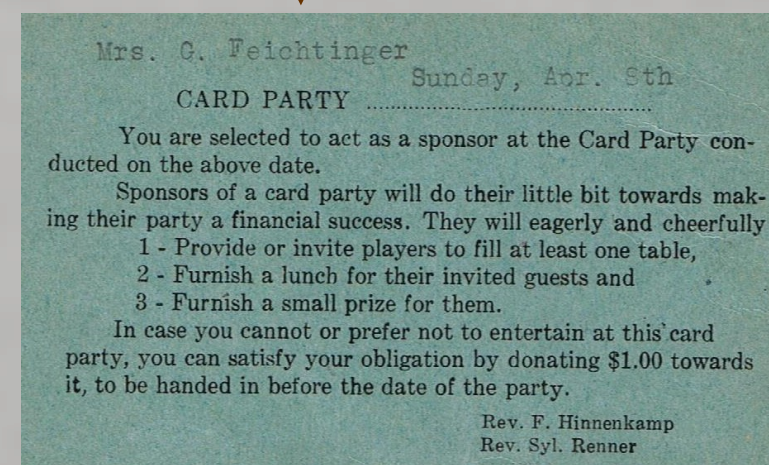 Mrs. G. Feichtinger
Sunday, Apr. 9th
CARD PARTY ..............................................
You are selected to act as a sponsor at the Card Party con-
ducted on the above date.
Sponsors of a card party will do their little bit towards mak-
ing their party a financial success. They will eagerly and cheerfully
1 - Provide or invite players to fill at least one table,
2 - Furnish a lunch for their invited guests and
3 - Furnish a small prize for them.
In case you cannot or prefer not to entertain at this card
party, you can satisfy your obligation by donating $1.00 towards
it, to be handed in before the date of the party.
Rev. F. Hinnenkamp
Rev. Syl. Renner